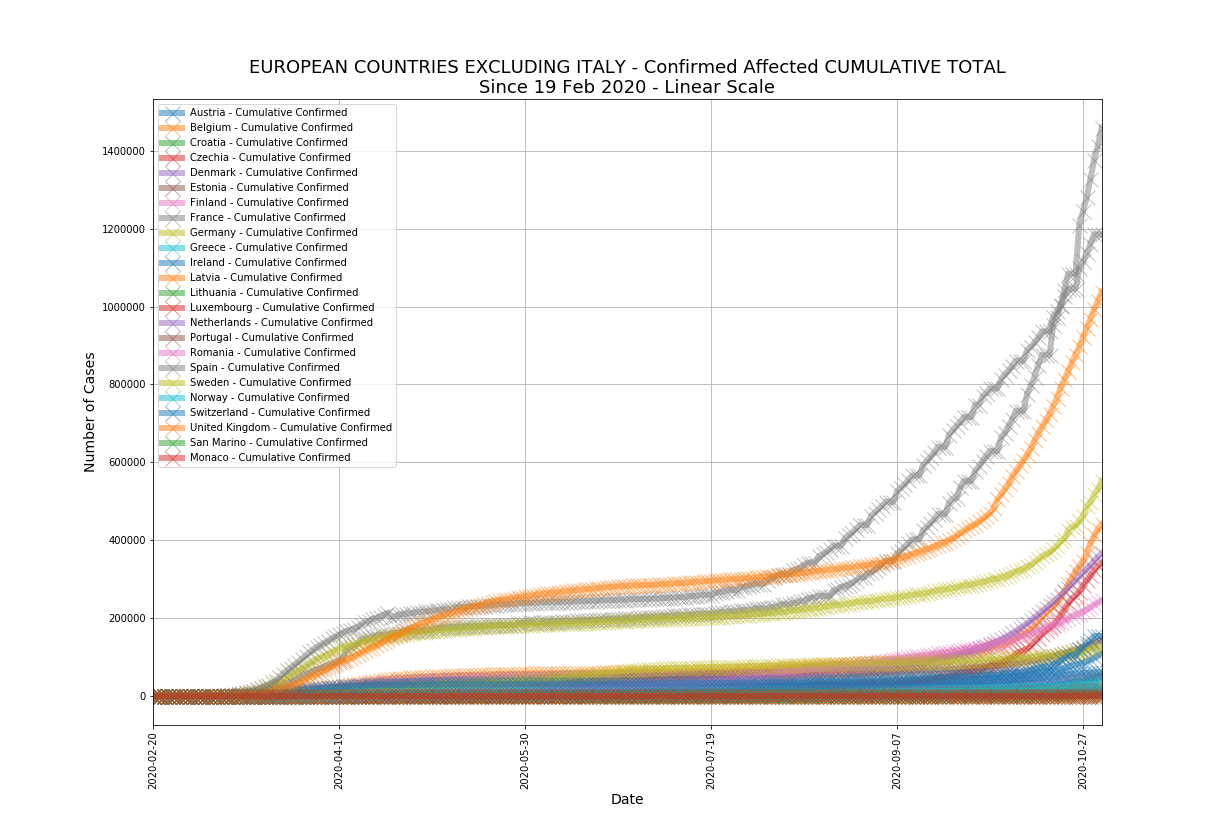 EUROPEAN COUNTRIES EXCLUDING ITALY - Confirmed Affected CUMULATIVE TOTAL
Since 19 Feb 2020 - Linear Scale
Austria - Cumulative Confirmed
Belgium - Cumulative Confirmed
Croatia - Cumulative Confirmed
Czechia - Cumulative Confirmed
Denmark - Cumulative Confirmed
Estonia - Cumulative Confirmed
Finland - Cumulative Confirmed
France - Cumulative Confirmed
Germany - Cumulative Confirmed
Greece - Cumulative Confirmed
Ireland - Cumulative Confirmed
Latvia - Cumulative Confirmed
Lithuania - Cumulative Confirmed
Luxembourg - Cumulative Confirmed
Netherlands - Cumulative Confirmed
Portugal - Cumulative Confirmed
Romania - Cumulative Confirmed
Spain - Cumulative Confirmed
Sweden - Cumulative Confirmed
Norway - Cumulative Confirmed
Switzerland - Cumulative Confirmed
United Kingdom - Cumulative Confirmed
San Marino - Cumulative Confirmed
Monaco - Cumulative Confirmed
Number of Cases
1400000
1200000
1000000
800000
600000
400000
200000
0
2020-02-20
2020-04-10
2020-05-30
2020-07-19
2020-09-07
2020-10-27
Date